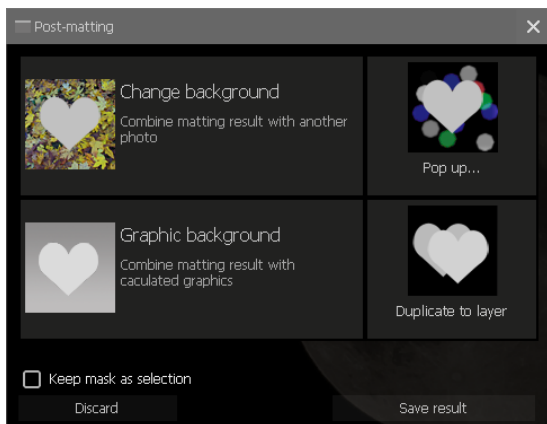 Post-matting
Change background
Combine matting result with another
photo
Pop up...
Graphic background
Combine matting result with
caculated graphics
Duplicate to layer
Keep mask as selection
Discard
Save result